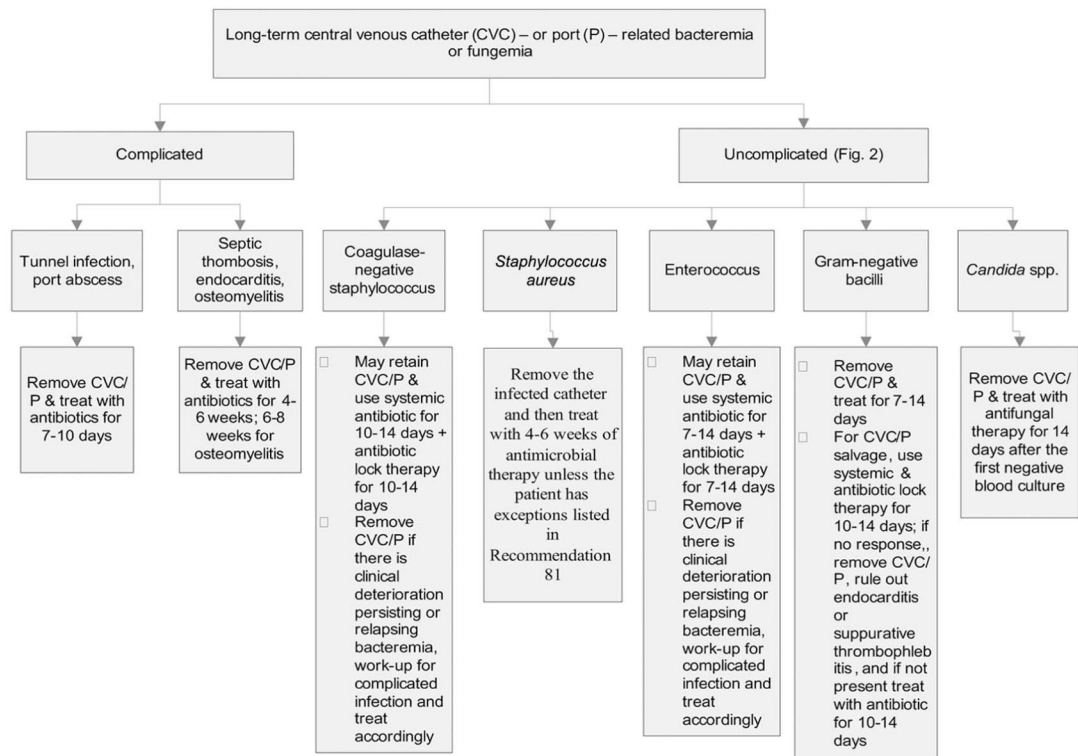 Long-term central venous catheter (CVC) – or port (P) – related bacteremia
or fungemia
Complicated
Uncomplicated (Fig. 2)
Tunnel infection,
port abscess
Septic
thombosis,
endocarditis,
osteomyelitis
Coagulase-
negative
staphylococcus
Staphylococcus
aureus
Enterococcus
Gram-negative
bacilli
Candida spp.
Remove CVC/
P & treat with
antibiotics for
7-10 days
Remove CVC/P
& treat with
antibiotics for 4-
6 weeks; 6-8
weeks for
osteomyelitis
May retain
CVC/P & use
systemic
antibiotic for
10-14 days +
antibiotic
lock therapy
for 10-14
days
Remove
CVC/P if
there is
clinical
deterioration
persisting or
relapsing
bacteremia,
work-up for
complicated
infection and
treat
accordingly
Remove the
infected catheter
and then treat
with 4-6 weeks of
antimicrobial
therapy unless the
patient has
exceptions listed
in
Recommendation
81
May retain
CVC/P & use
systemic
antibiotic for
7-14 days +
antibiotic
lock therapy
for 7-14 days
Remove
CVC/P if
there is
clinical
deterioration
persisting or
relapsing
bacteremia,
work-up for
complicated
infection and
treat
accordingly
Remove
CVC/P &
treat for 7-14
days
For CVC/P
salvage, use
systemic &
antibiotic lock
therapy for
10-14 days; if
no response,,
remove CVC/
P, rule out
endocarditis
or
suppurative
thrombophleb
itis, and if not
present treat
with antibiotic
for 10-14
days
Remove CVC/
P & treat with
antifungal
therapy for 14
days after the
first negative
blood culture